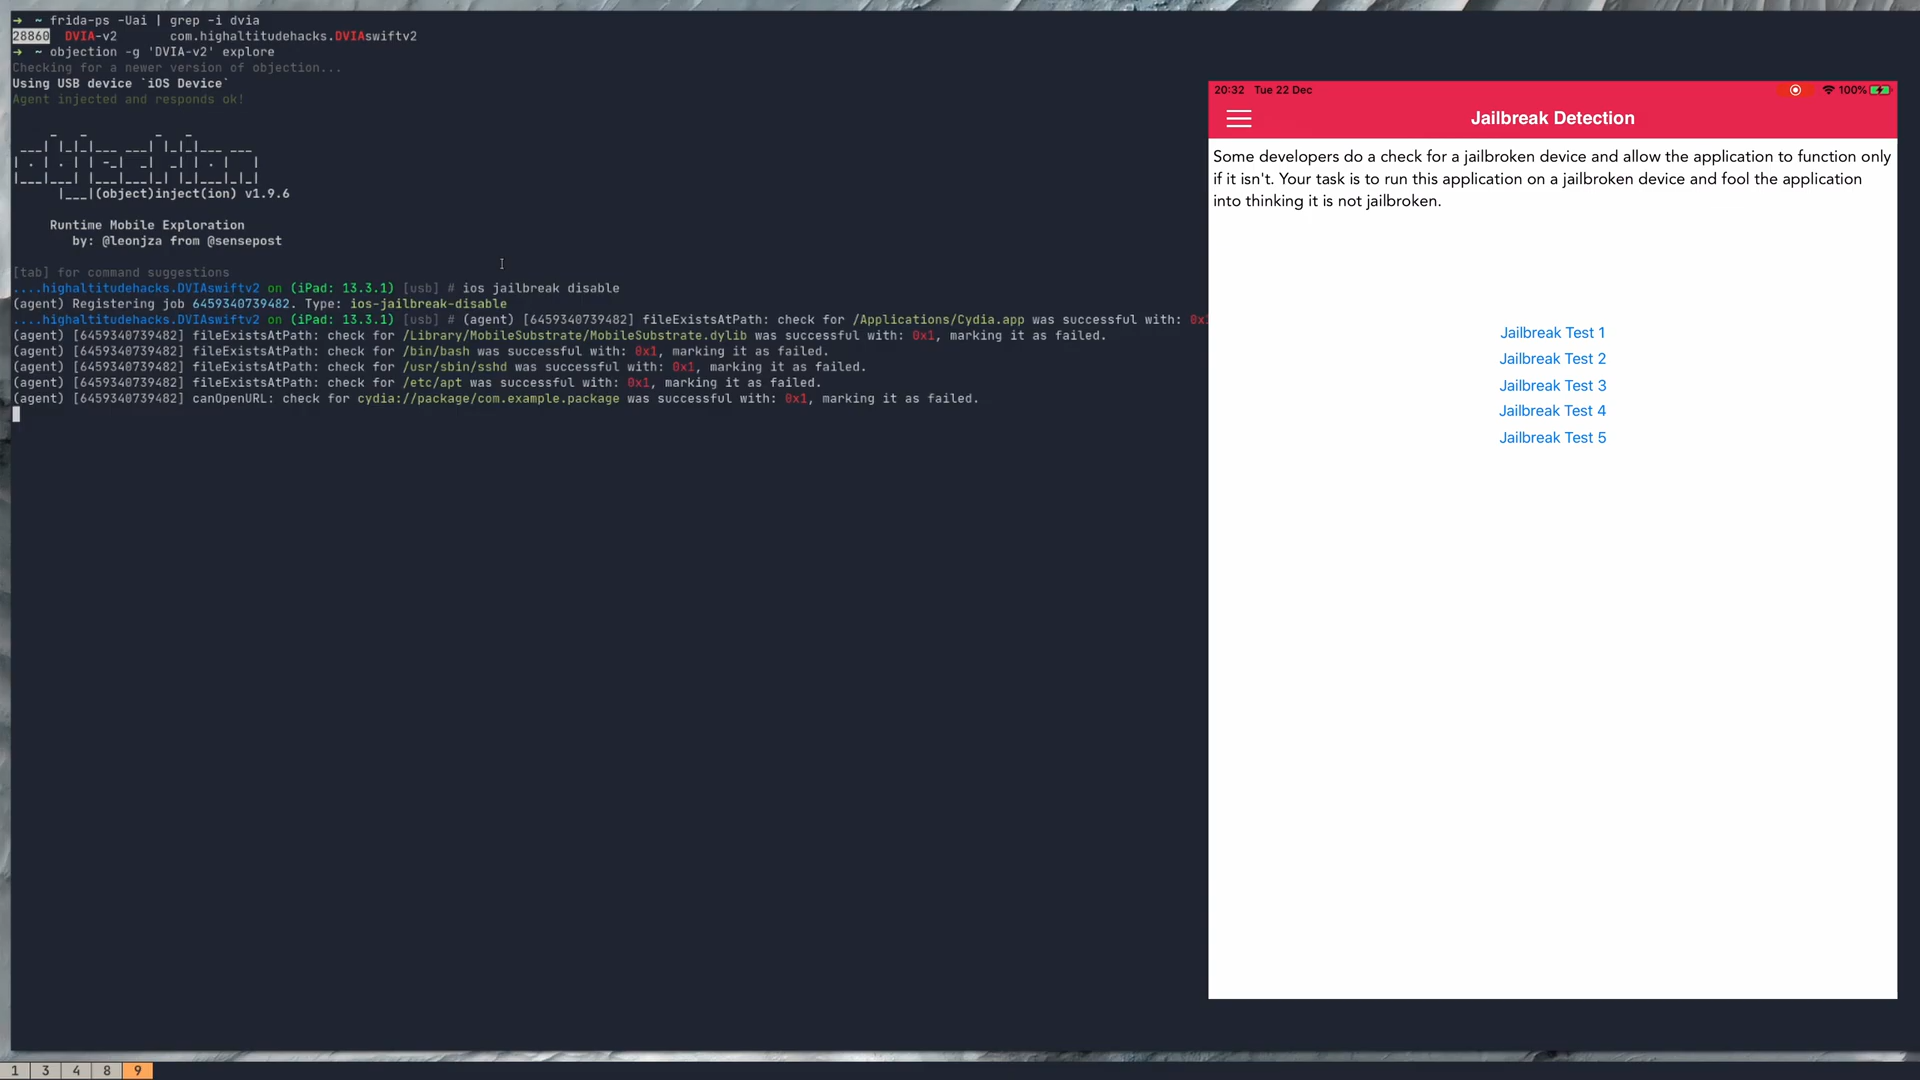 → ~ frida-ps -Uai | grep -i dvia
28860 DVIA-v2 com.highaltitudehacks.DVIAswiftv2
→ ~ objection -g 'DVIA-v2' explore
Checking for a newer version of objection...
Using USB device `iOS Device`
Agent injected and responds ok!
|___|(object)inject(ion) v1.9.6
Runtime Mobile Exploration
by: @leonjza from @sensepost
[tab] for command suggestions
....highaltitudehacks.DVIAswiftv2 on (iPad: 13.3.1) [usb] # ios jailbreak disable
(agent) Registering job 6459340739482. Type: ios-jailbreak-disable
....highaltitudehacks.DVIAswiftv2 on (iPad: 13.3.1) [usb] # (agent) [6459340739482] fileExistsAtPath: check for /Applications/Cydia.app was successful with: 0x1
(agent) [6459340739482] fileExistsAtPath: check for /Library/MobileSubstrate/MobileSubstrate.dylib was successful with: 0x1, marking it as failed.
(agent) [6459340739482] fileExistsAtPath: check for /bin/bash was successful with: 0x1, marking it as failed.
(agent) [6459340739482] fileExistsAtPath: check for /usr/sbin/sshd was successful with: 0x1, marking it as failed.
(agent) [6459340739482] fileExistsAtPath: check for /etc/apt was successful with: 0x1, marking it as failed.
(agent) [6459340739482] canOpenURL: check for cydia://package/com.example.package was successful with: 0x1, marking it as failed.
20:32 Tue 22 Dec 100%
Jailbreak Detection
Some developers do a check for a jailbroken device and allow the application to function only
if it isn't. Your task is to run this application on a jailbroken device and fool the application
into thinking it is not jailbroken.
Jailbreak Test 1
Jailbreak Test 2
Jailbreak Test 3
Jailbreak Test 4
Jailbreak Test 5
1 3 4 8 9